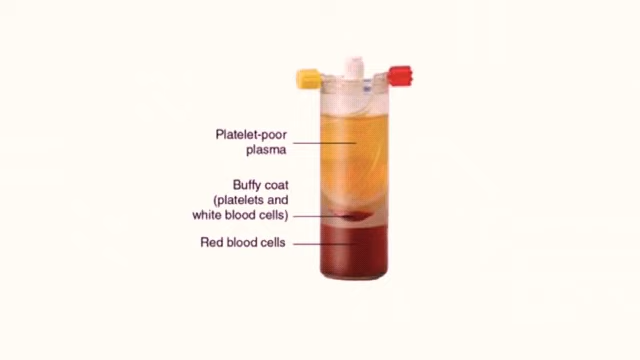 Platelet-poor
plasma
Buffy coat
(platelets and
white blood cells)
Red blood cells